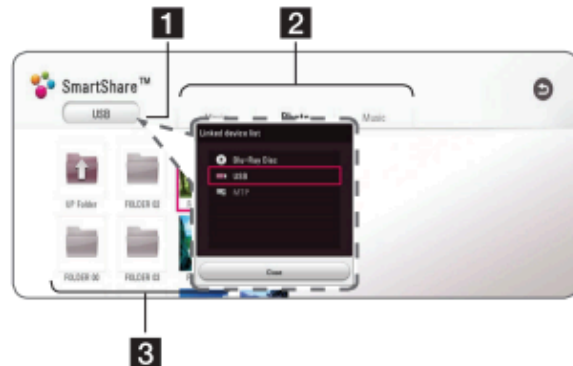 1
2
SmartShare™
USB
Photo
Music
Linked device list
Blu-Ray Disc
USB
MTP
UP Folder
FOLDER 02
FOLDER 00
FOLDER 03
Close
3